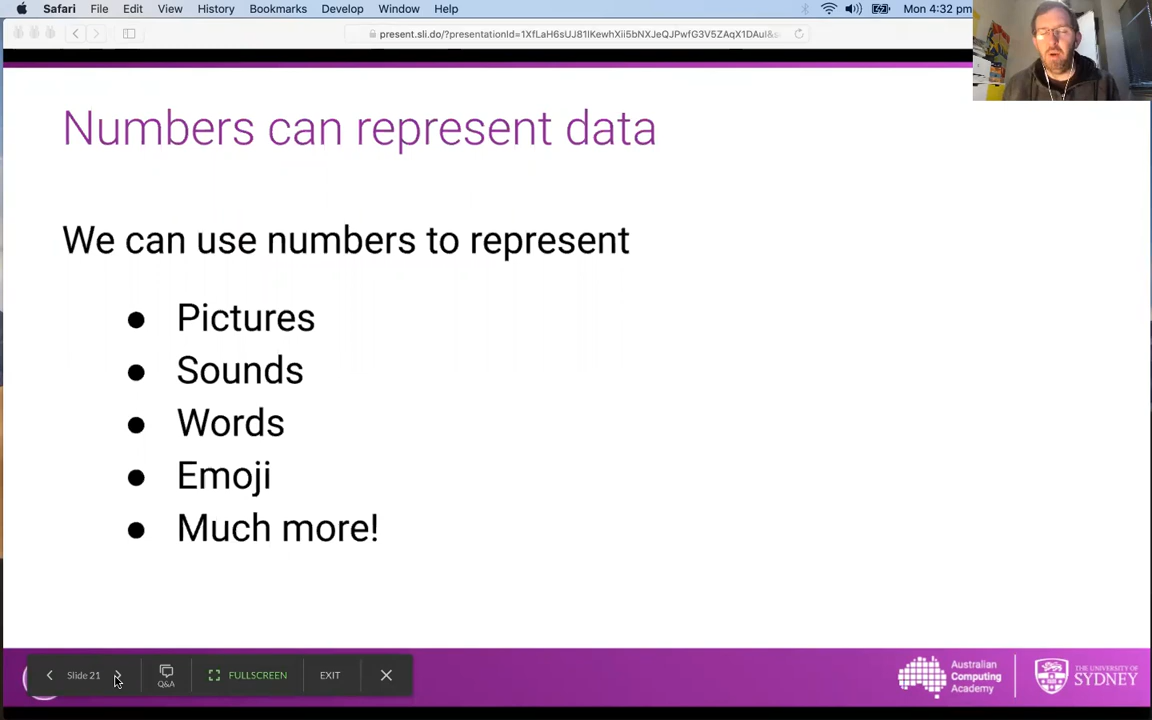 Safari File Edit View History Bookmarks Develop Window Help Mon 4:32 pm
Numbers can represent data
We can use numbers to represent
● Pictures
● Sounds
● Words
● Emoji
● Much more!
Slide 21 Q&A FULLSCREEN EXIT
Australian
Computing
Academy
THE UNIVERSITY OF
SYDNEY